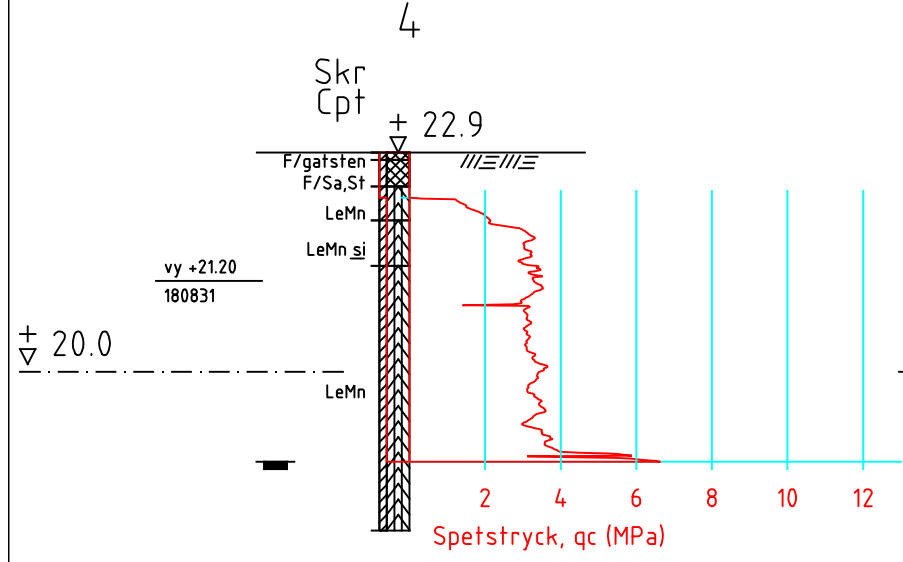 4
Skr
Cpt
+ 22.9
F/gatsten
F/Sa,St
LeMn
LeMn si
vy +21.20
180831
+ 20.0
LeMn
2 4 6 8 10 12
Spetstryck, qc (MPa)